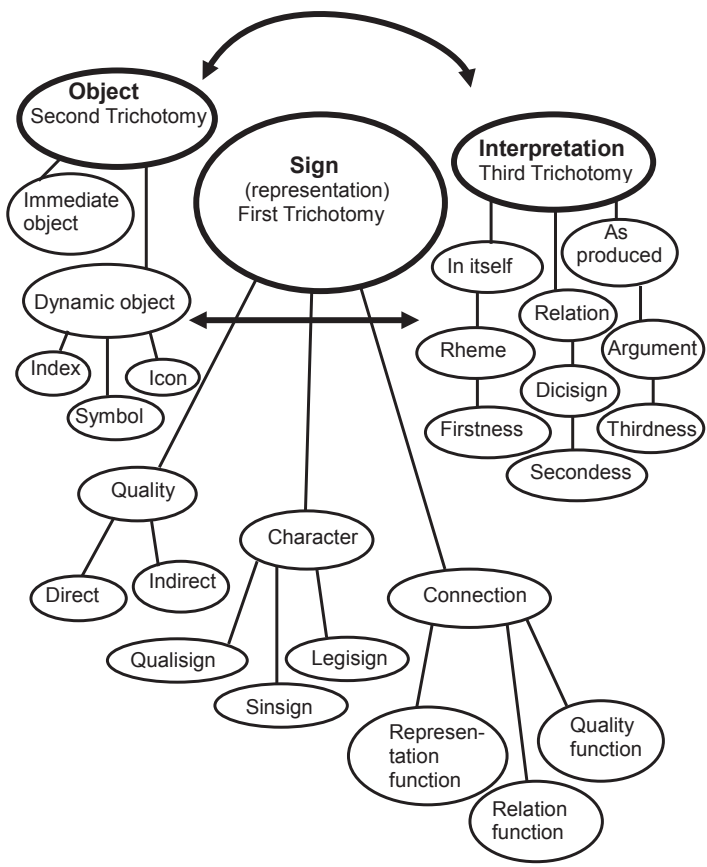 Object
Second Trichotomy
Sign
(representation)
First Trichotomy
Interpretation
Third Trichotomy
Immediate
object
Dynamic object
Index
Icon
Symbol
In itself
Rheme
Firstness
Relation
Dicisign
Secondess
As
produced
Argument
Thirdness
Quality
Direct
Indirect
Character
Qualisign
Sinsign
Legisign
Connection
Represen-
tation
function
Relation
function
Quality
function